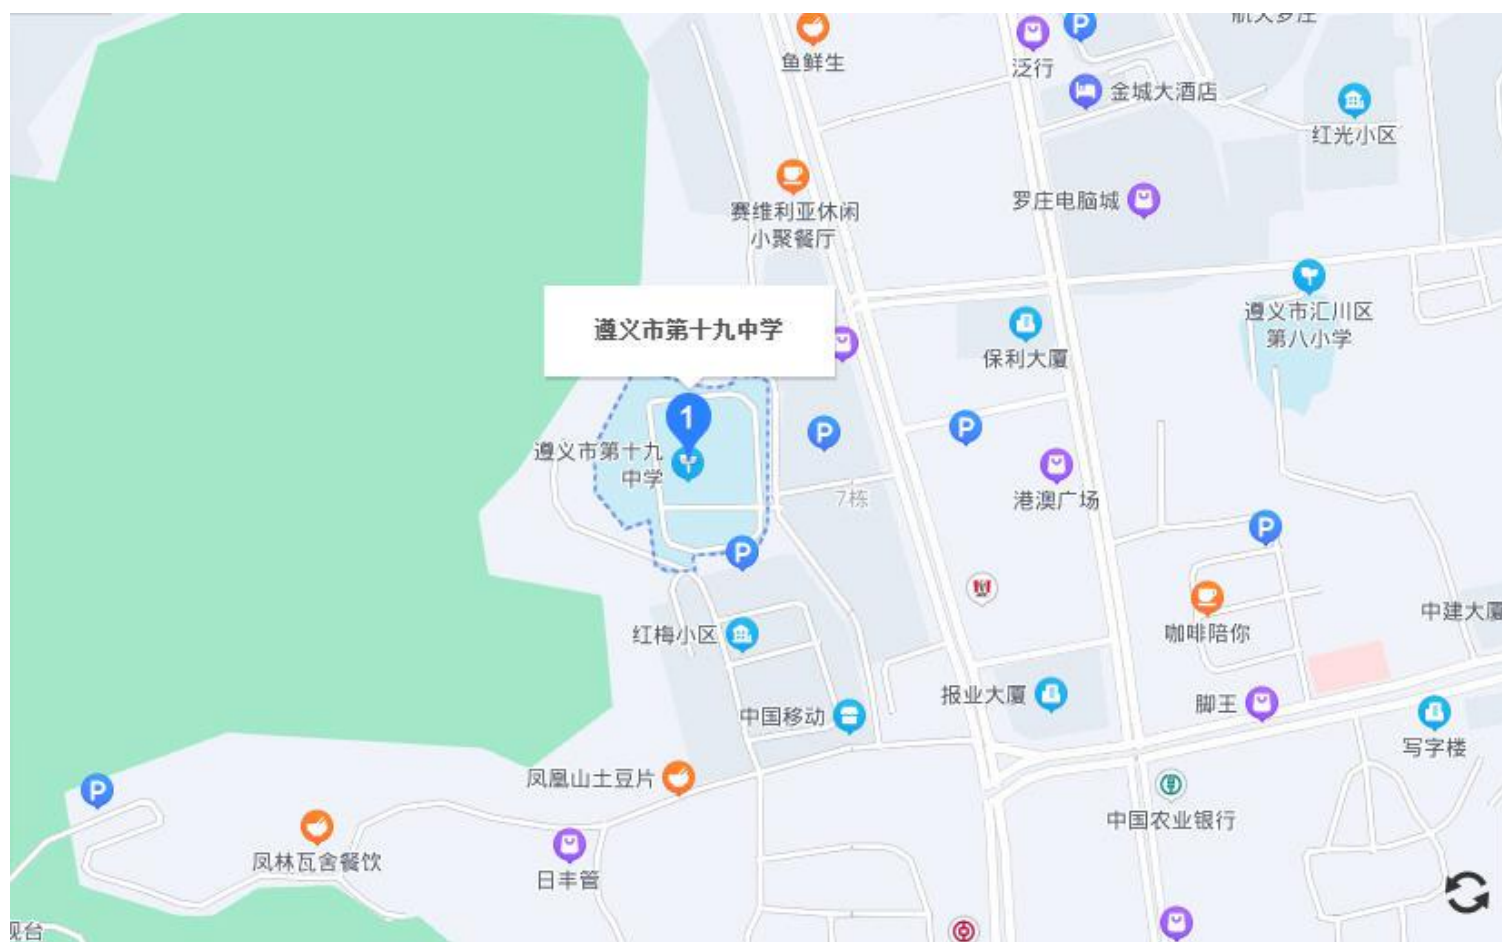 鱼鲜生
泛行
P
金城大酒店
红光小区
赛维利亚休闲
小聚餐厅
罗庄电脑城
遵义市汇川区
第八小学
遵义市第十九中学
保利大厦
1
P
P
遵义市第十九
中学
7栋
港澳广场
P
P
咖啡陪你
中建大厦
红梅小区
报业大厦
脚王
中国移动
写字楼
凤凰山土豆片
P
中国农业银行
凤林瓦舍餐饮
日丰管
观台